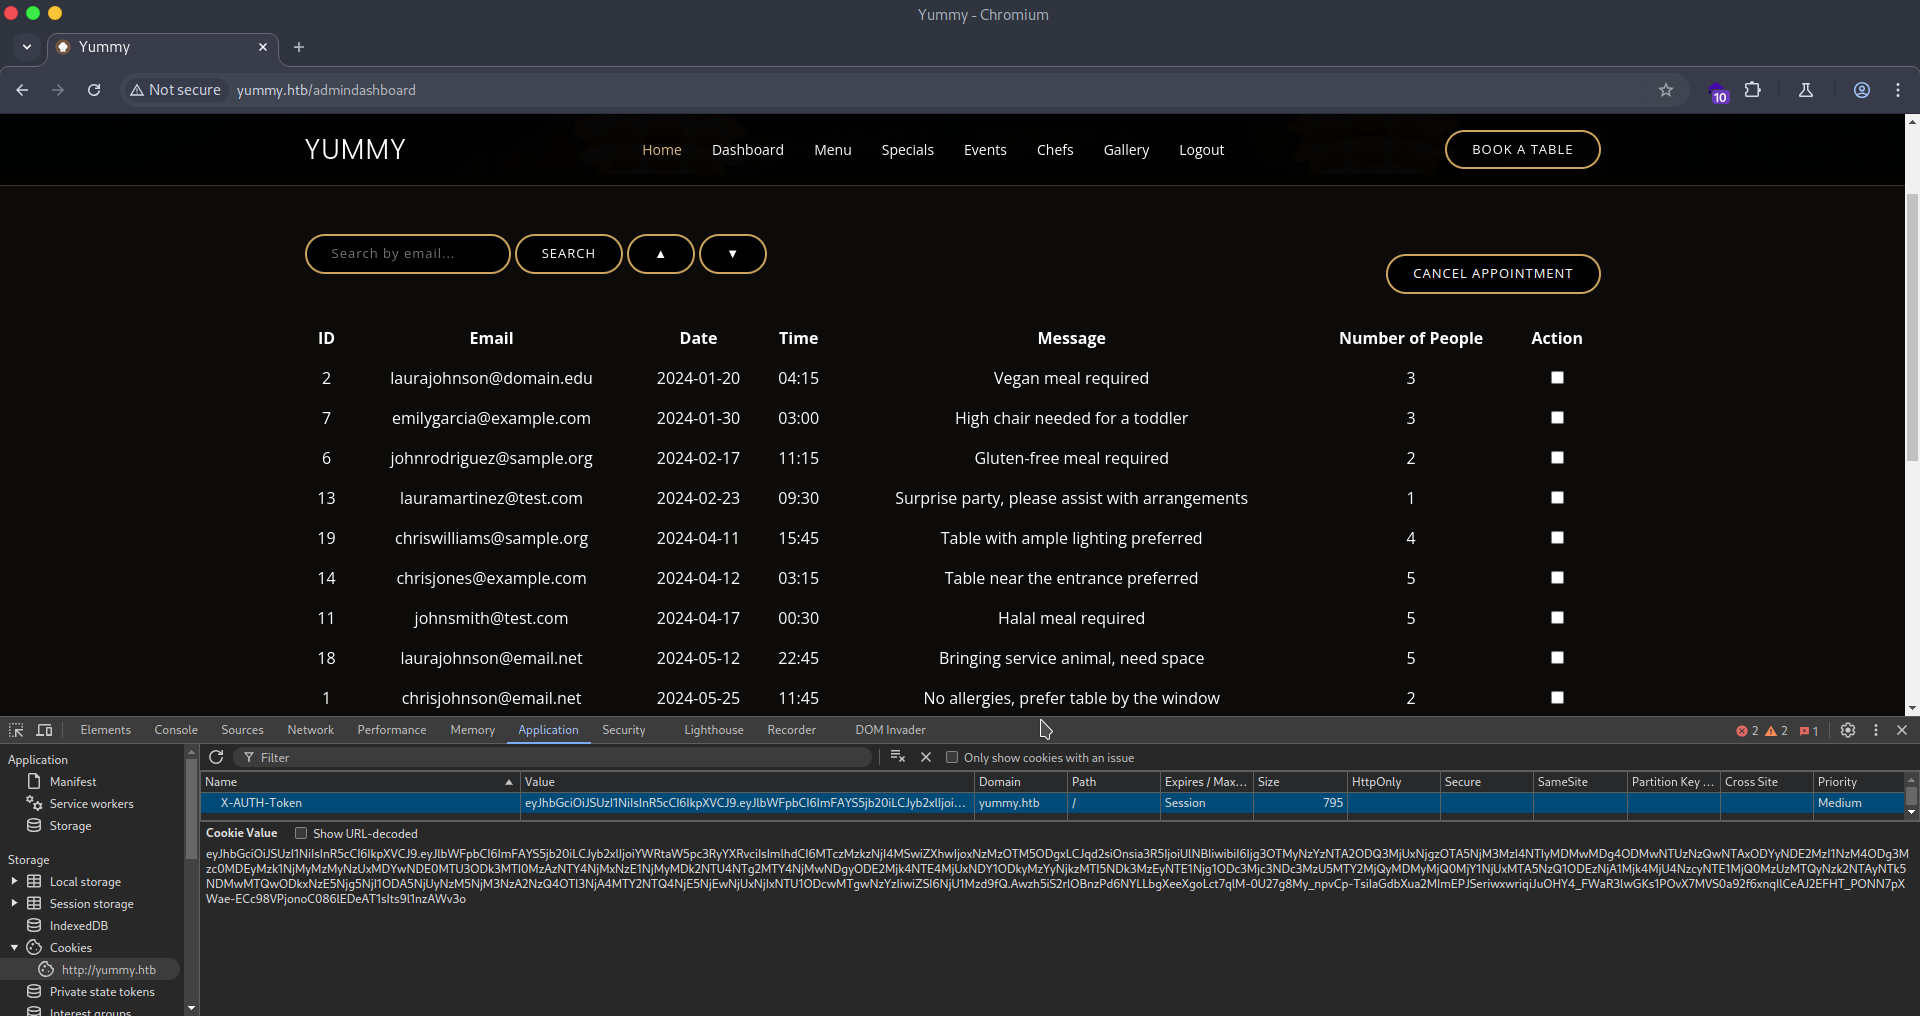 Yummy - Chromium
Yummy
Not secure yummy.htb/admindashboard
10
YUMMY
Home Dashboard Menu Specials Events Chefs Gallery Logout
BOOK A TABLE
Search by email...
SEARCH
▲
▼
CANCEL APPOINTMENT
ID Email Date Time Message Number of People Action
2 laurajohnson@domain.edu 2024-01-20 04:15 Vegan meal required 3
7 emilygarcia@example.com 2024-01-30 03:00 High chair needed for a toddler 3
6 johnrodriguez@sample.org 2024-02-17 11:15 Gluten-free meal required 2
13 lauramartinez@test.com 2024-02-23 09:30 Surprise party, please assist with arrangements 1
19 chriswilliams@sample.org 2024-04-11 15:45 Table with ample lighting preferred 4
14 chrisjones@example.com 2024-04-12 03:15 Table near the entrance preferred 5
11 johnsmith@test.com 2024-04-17 00:30 Halal meal required 5
18 laurajohnson@email.net 2024-05-12 22:45 Bringing service animal, need space 5
1 chrisjohnson@email.net 2024-05-25 11:45 No allergies, prefer table by the window 2
Elements Console Sources Network Performance Memory Application Security Lighthouse Recorder DOM Invader 2 2 1
Application
Manifest
Service workers
Storage
Storage
Local storage
Session storage
IndexedDB
Cookies
http://yummy.htb
Private state tokens
Interest groups
Filter
Only show cookies with an issue
Name Value Domain Path Expires / Max... Size HttpOnly Secure SameSite Partition Key ... Cross Site Priority
X-AUTH-Token yummy.htb / Session 795 Medium
Cookie Value Show URL-decoded